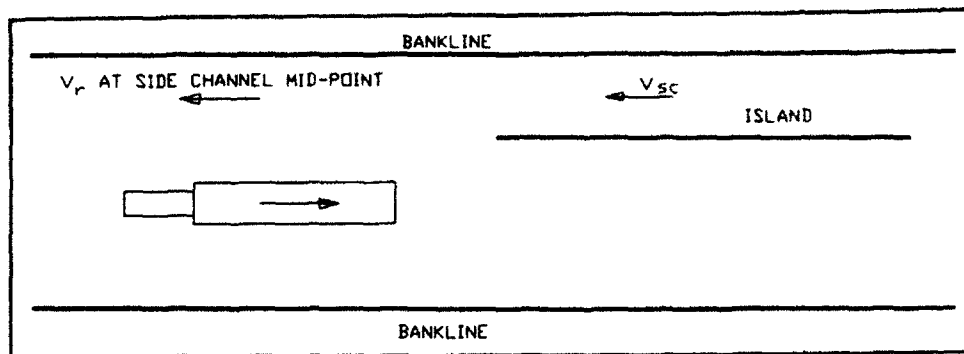 BANKLINE
Vr AT SIDE CHANNEL MID-POINT
Vsc
ISLAND
BANKLINE